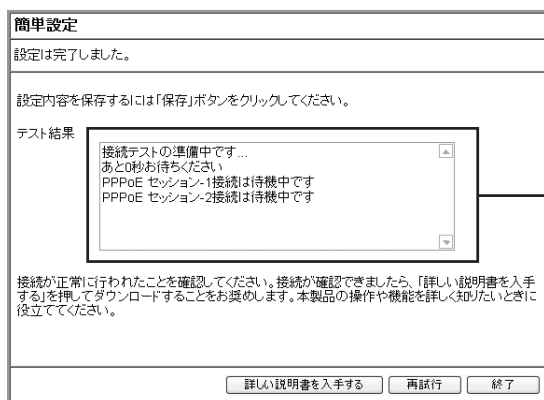 簡単設定
設定は完了しました。
設定内容を保存するには「保存」ボタンをクリックしてください。
テスト結果
接続テストの準備中です...
あと0秒お待ちください
PPPoE セッション-1接続は待機中です
PPPoE セッション-2接続は待機中です
接続が正常に行われたことを確認してください。接続が確認できましたら、「詳しい説明書を入手
する」を押してダウンロードすることをお奨めします。本製品の操作や機能を詳しく知りたいときに
役立ててください。
詳しい説明書を入手する 再試行 終了